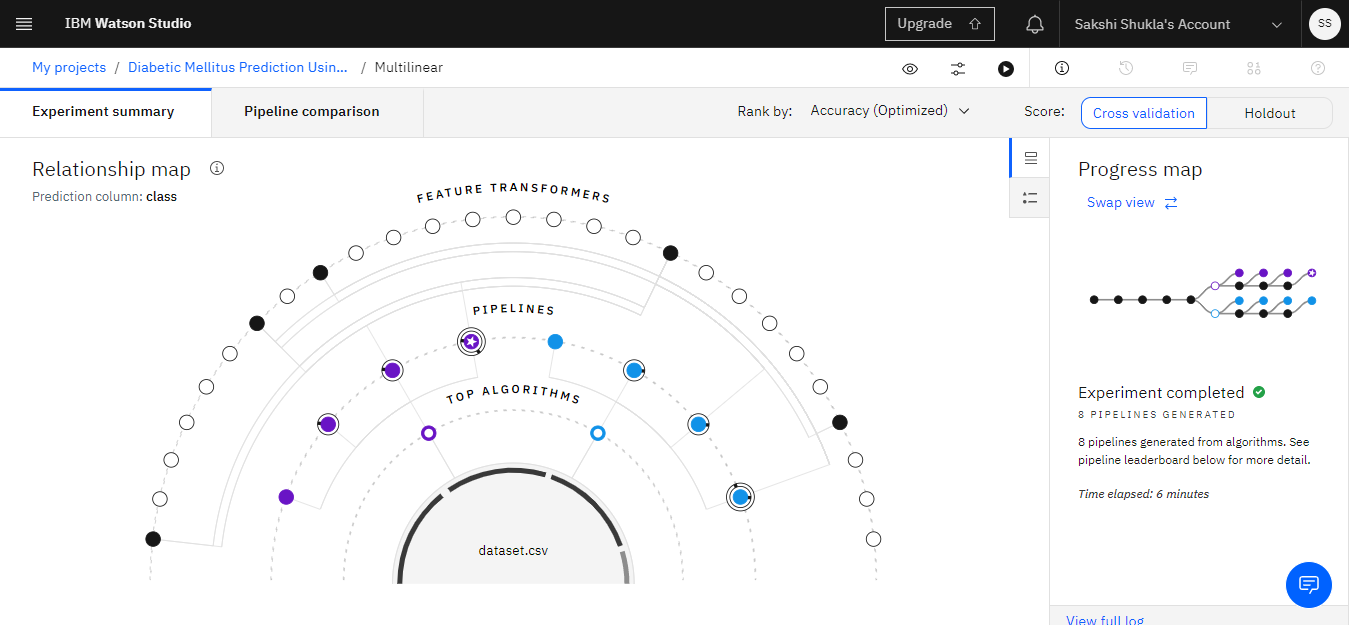 IBM Watson Studio
Upgrade
Sakshi Shukla's Account
SS
My projects / Diabetic Mellitus Prediction Usin... / Multilinear
Experiment summary
Pipeline comparison
Rank by: Accuracy (Optimized)
Score: Cross validation Holdout
Relationship map
Prediction column: class
FEATURE TRANSFORMERS
PIPELINES
TOP ALGORITHMS
dataset.csv
Progress map
Swap view
Experiment completed
8 PIPELINES GENERATED
8 pipelines generated from algorithms. See
pipeline leaderboard below for more detail.
Time elapsed: 6 minutes
View full log